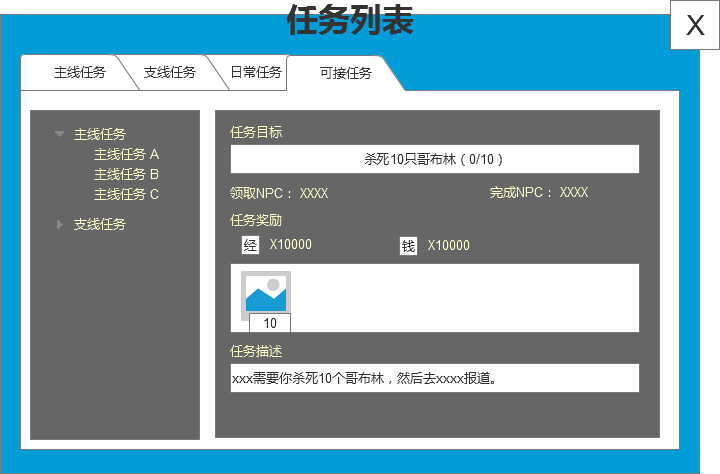 任务列表
X
主线任务 支线任务 日常任务 可接任务
主线任务
主线任务 A
主线任务 B
主线任务 C
支线任务
任务目标
杀死10只哥布林（0/10）
领取NPC： XXXX 完成NPC： XXXX
任务奖励
经 X10000 钱 X10000
10
任务描述
xxx需要你杀死10个哥布林，然后去xxxx报道。